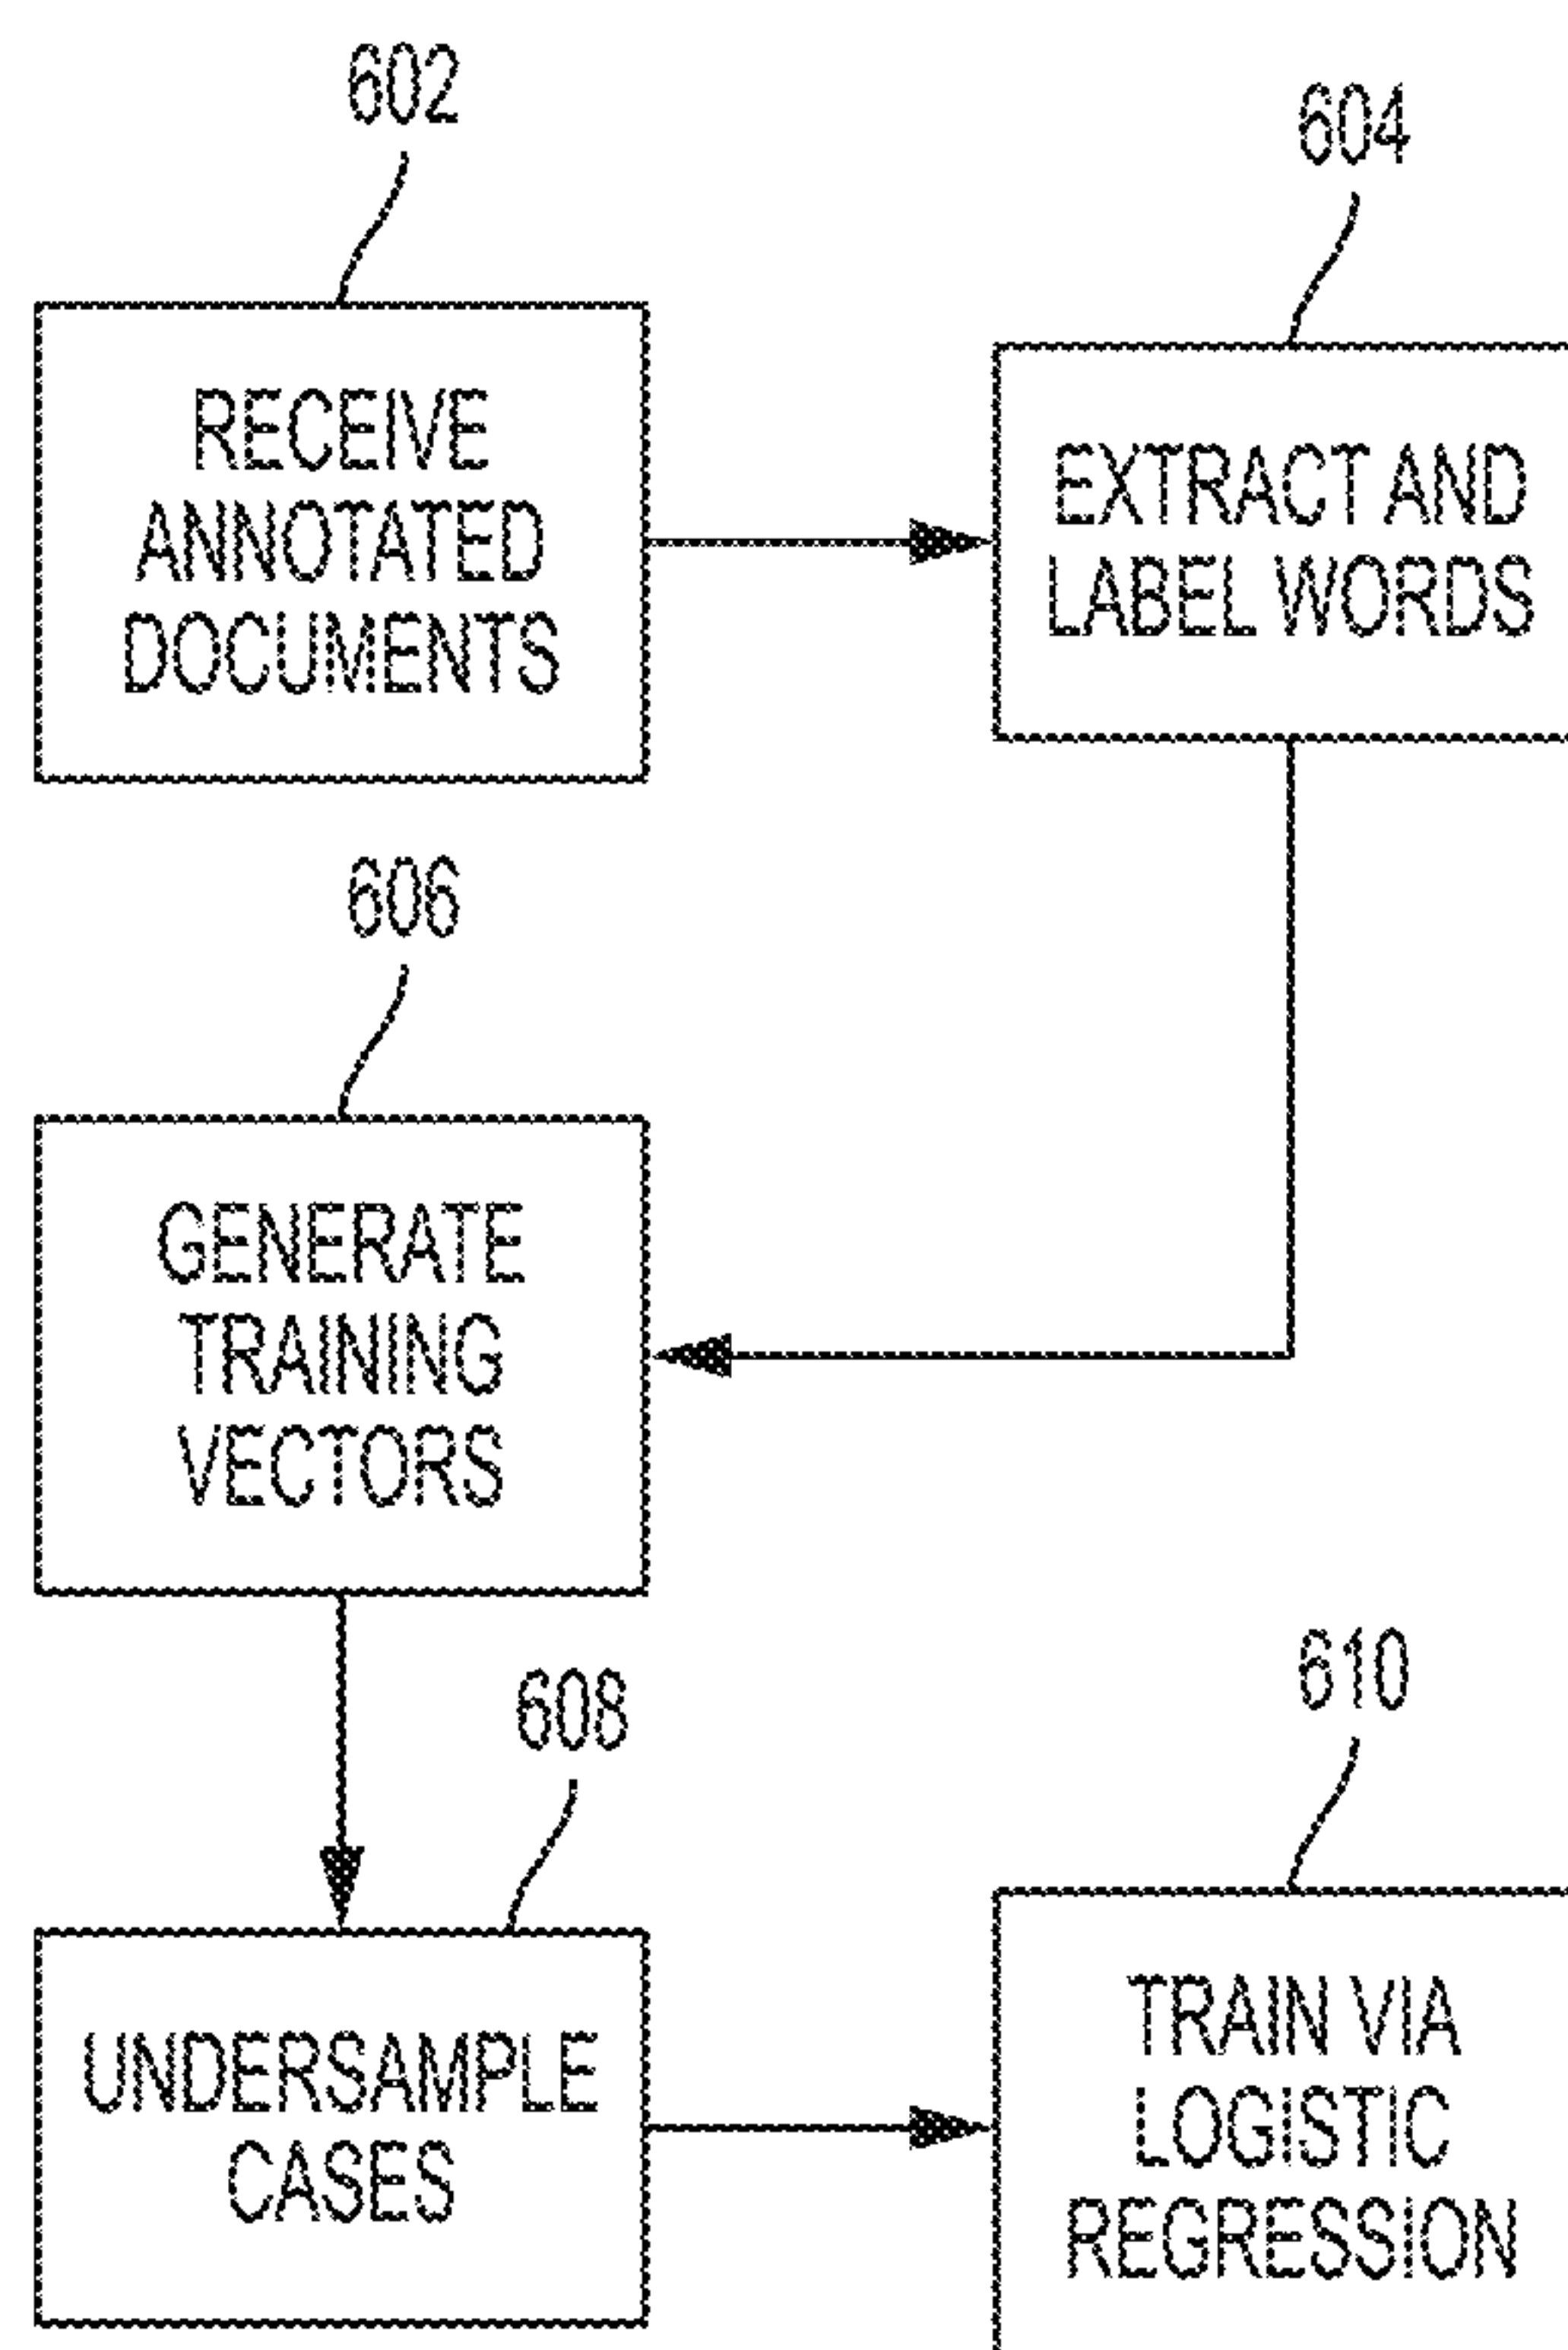 602
RECEIVE
ANNOTATED
DOCUMENTS
604
EXTRACT AND
LABEL WORDS
606
GENERATE
TRAINING
VECTORS
608
UNDERSAMPLE
CASES
610
TRAIN VIA
LOGISTIC
REGRESSION